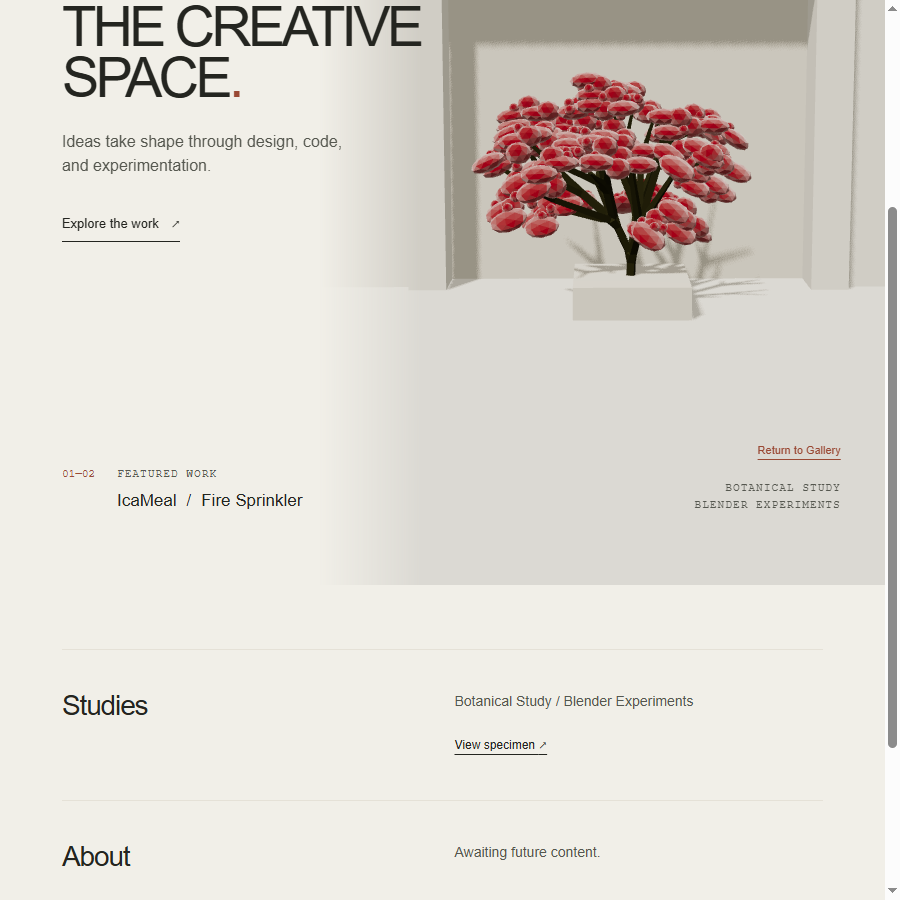 THE CREATIVE
SPACE.
Ideas take shape through design, code,
and experimentation.
Explore the work ↗
Return to Gallery
01—02 FEATURED WORK
IcaMeal / Fire Sprinkler
BOTANICAL STUDY
BLENDER EXPERIMENTS
Studies
Botanical Study / Blender Experiments
View specimen ↗
About
Awaiting future content.